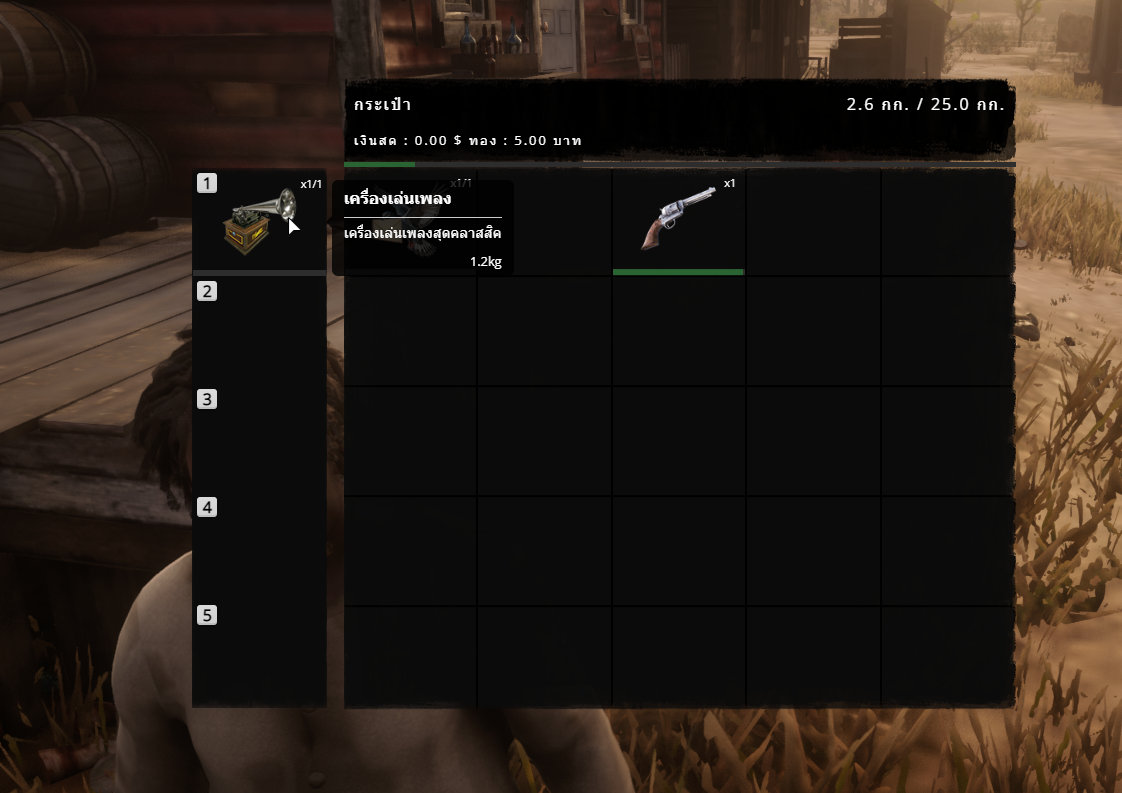 กระเป๋า
2.6 กก. / 25.0 กก.
เงินสด : 0.00 $ ทอง : 5.00 บาท
1
x1/1
x1/1
x1
เครื่องเล่นเพลง
เครื่องเล่นเพลงสุดคลาสสิค
1.2kg
2
3
4
5